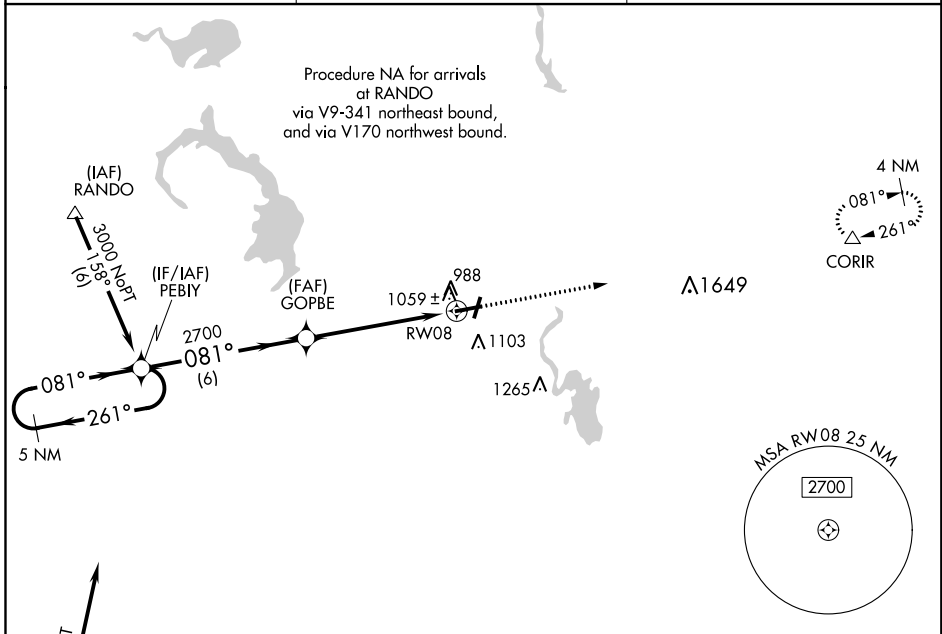 Procedure NA for arrivals
at RANDO
via V9-341 northeast bound,
and via V170 northwest bound.
(IAF)
RANDO
3000 NoPT
158°
(6)
(IF/IAF)
PEBIY
(FAF)
GOPBE
2700
081°
(6)
081°
261°
5 NM
988
1059 ±
RW08
1103
1265
1649
4 NM
081°
261°
CORIR
MSA RW08 25 NM
2700